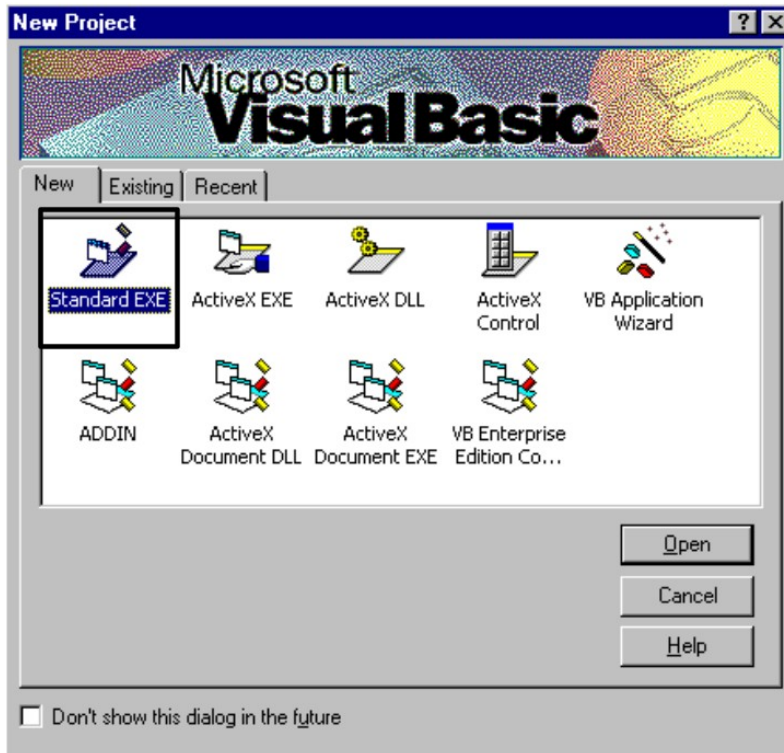 New Project
Microsoft
Visual Basic
New Existing Recent
Standard EXE ActiveX EXE ActiveX DLL ActiveX VB Application
Control Wizard
ADDIN ActiveX ActiveX VB Enterprise
Document DLL Document EXE Edition Co...
Open
Cancel
Help
Don't show this dialog in the future